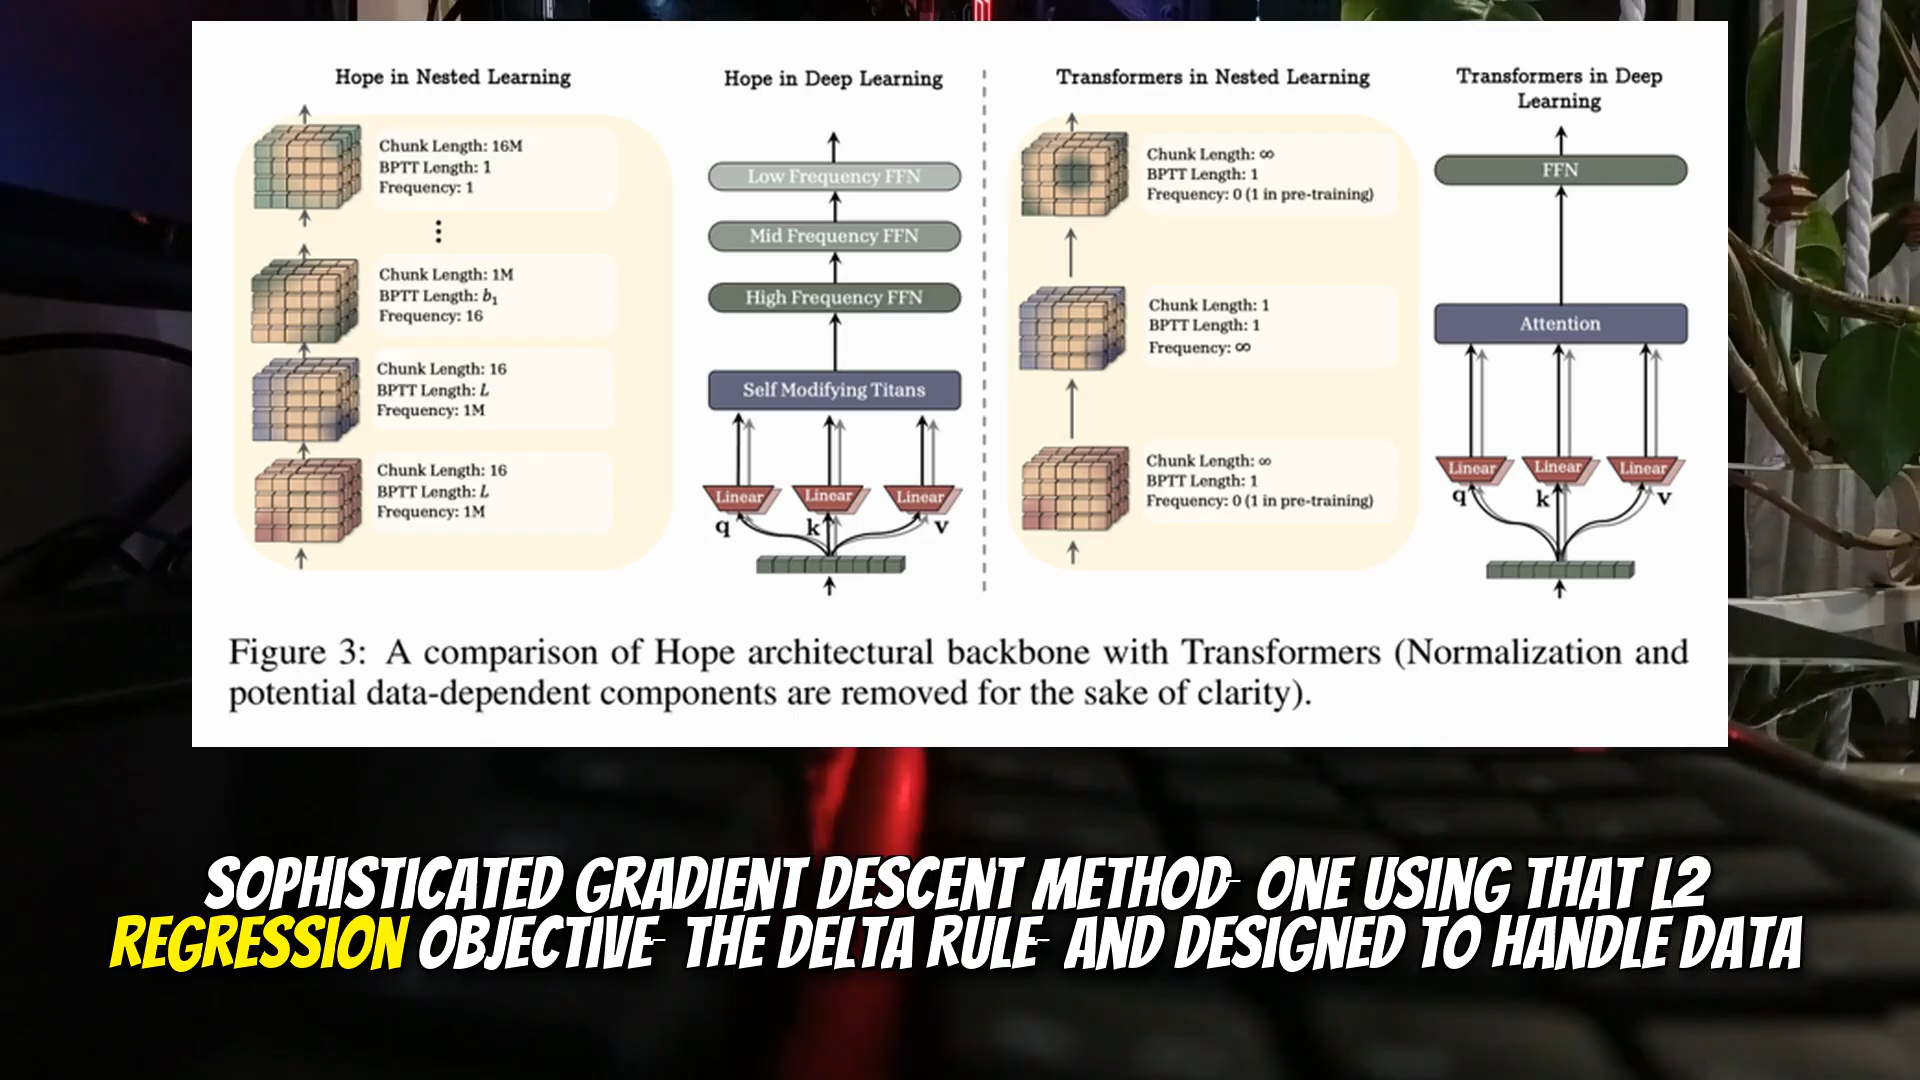 Hope in Nested Learning
Chunk Length: 16M
BPTT Length: 1
Frequency: 1
Chunk Length: 1M
BPTT Length: b₁
Frequency: 16
Chunk Length: 16
BPTT Length: L
Frequency: 1M
Chunk Length: 16
BPTT Length: L
Frequency: 1M
Hope in Deep Learning
Low Frequency FFN
Mid Frequency FFN
High Frequency FFN
Self Modifying Titans
Linear Linear Linear
q k v
Transformers in Nested Learning
Chunk Length: ∞
BPTT Length: 1
Frequency: 0 (1 in pre-training)
Chunk Length: 1
BPTT Length: 1
Frequency: ∞
Chunk Length: ∞
BPTT Length: 1
Frequency: 0 (1 in pre-training)
Transformers in Deep
Learning
FFN
Attention
Linear Linear Linear
q k v
Figure 3: A comparison of Hope architectural backbone with Transformers (Normalization and
potential data-dependent components are removed for the sake of clarity).
SOPHISTICATED GRADIENT DESCENT METHOD- ONE USING THAT L2
REGRESSION OBJECTIVE- THE DELTA RULE- AND DESIGNED TO HANDLE DATA